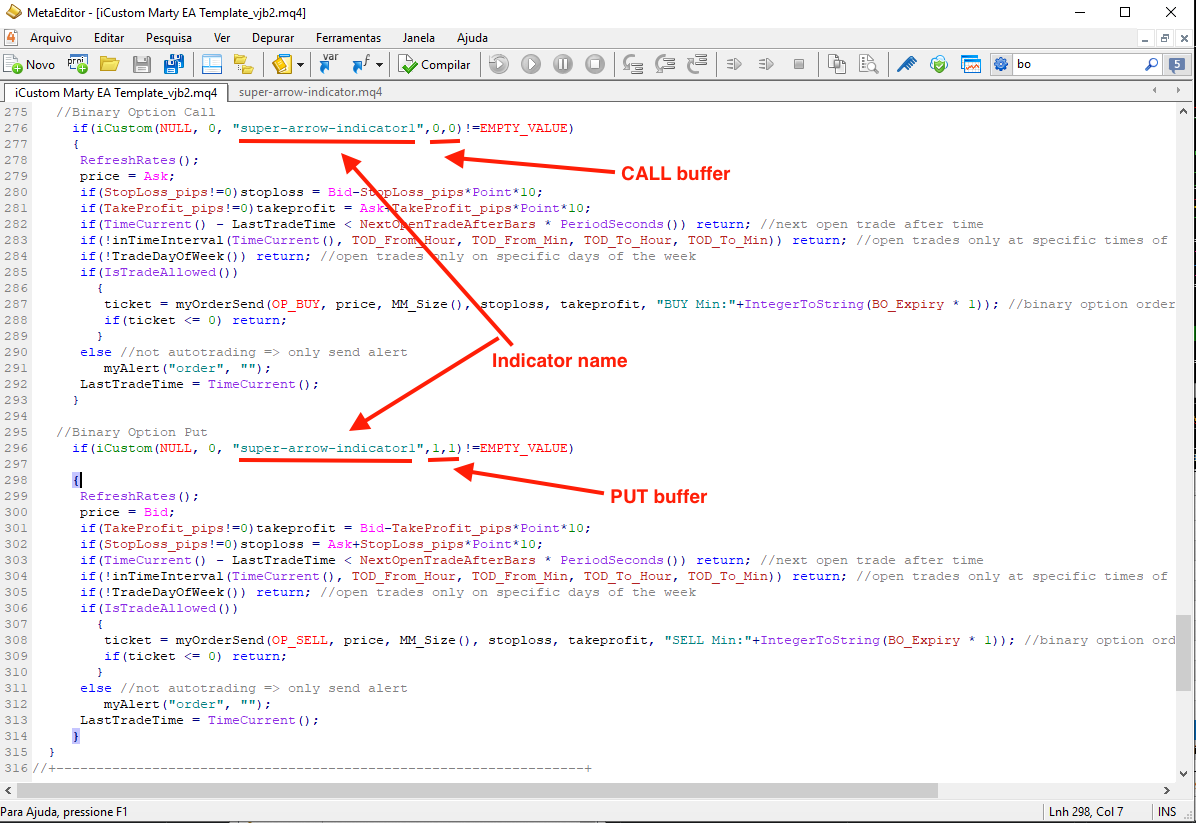 MetaEditor - [iCustom Marty EA Template_vjb2.mq4]
Arquivo Editar Pesquisa Ver Depurar Ferramentas Janela Ajuda
Novo Compilar bo 5
iCustom Marty EA Template_vjb2.mq4 super-arrow-indicator.mq4
275 //Binary Option Call
276 if(iCustom(NULL, 0, "super-arrow-indicator1",0,0)!=EMPTY_VALUE)
277 {
278 RefreshRates();
CALL buffer
279 price = Ask;
280 if(StopLoss_pips!=0)stoploss = Bid-StopLoss_pips*Point*10;
281 if(TakeProfit_pips!=0)takeprofit = Ask+TakeProfit_pips*Point*10;
282 if(TimeCurrent() - LastTradeTime < NextOpenTradeAfterBars * PeriodSeconds()) return; //next open trade after time
283 if(!inTimeInterval(TimeCurrent(), TOD_From_Hour, TOD_From_Min, TOD_To_Hour, TOD_To_Min)) return; //open trades only at specific times of
284 if(!TradeDayOfWeek()) return; //open trades only on specific days of the week
285 if(IsTradeAllowed())
286 {
287 ticket = myOrderSend(OP_BUY, price, MM_Size(), stoploss, takeprofit, "BUY Min:"+IntegerToString(BO_Expiry * 1)); //binary option order
288 if(ticket <= 0) return;
289 }
290 else //not autotrading => only send alert
Indicator name
291 myAlert("order", "");
292 LastTradeTime = TimeCurrent();
293 }
294
295 //Binary Option Put
296 if(iCustom(NULL, 0, "super-arrow-indicator1",1,1)!=EMPTY_VALUE)
297
298 {
299 RefreshRates();
PUT buffer
300 price = Bid;
301 if(TakeProfit_pips!=0)takeprofit = Bid-TakeProfit_pips*Point*10;
302 if(StopLoss_pips!=0)stoploss = Ask+StopLoss_pips*Point*10;
303 if(TimeCurrent() - LastTradeTime < NextOpenTradeAfterBars * PeriodSeconds()) return; //next open trade after time
304 if(!inTimeInterval(TimeCurrent(), TOD_From_Hour, TOD_From_Min, TOD_To_Hour, TOD_To_Min)) return; //open trades only at specific times of
305 if(!TradeDayOfWeek()) return; //open trades only on specific days of the week
306 if(IsTradeAllowed())
307 {
308 ticket = myOrderSend(OP_SELL, price, MM_Size(), stoploss, takeprofit, "SELL Min:"+IntegerToString(BO_Expiry * 1)); //binary option ord
309 if(ticket <= 0) return;
310 }
311 else //not autotrading => only send alert
312 myAlert("order", "");
313 LastTradeTime = TimeCurrent();
314 }
315 }
316 //+------------------------------------------------------------------+
Para Ajuda, pressione F1 Lnh 298, Col 7 INS